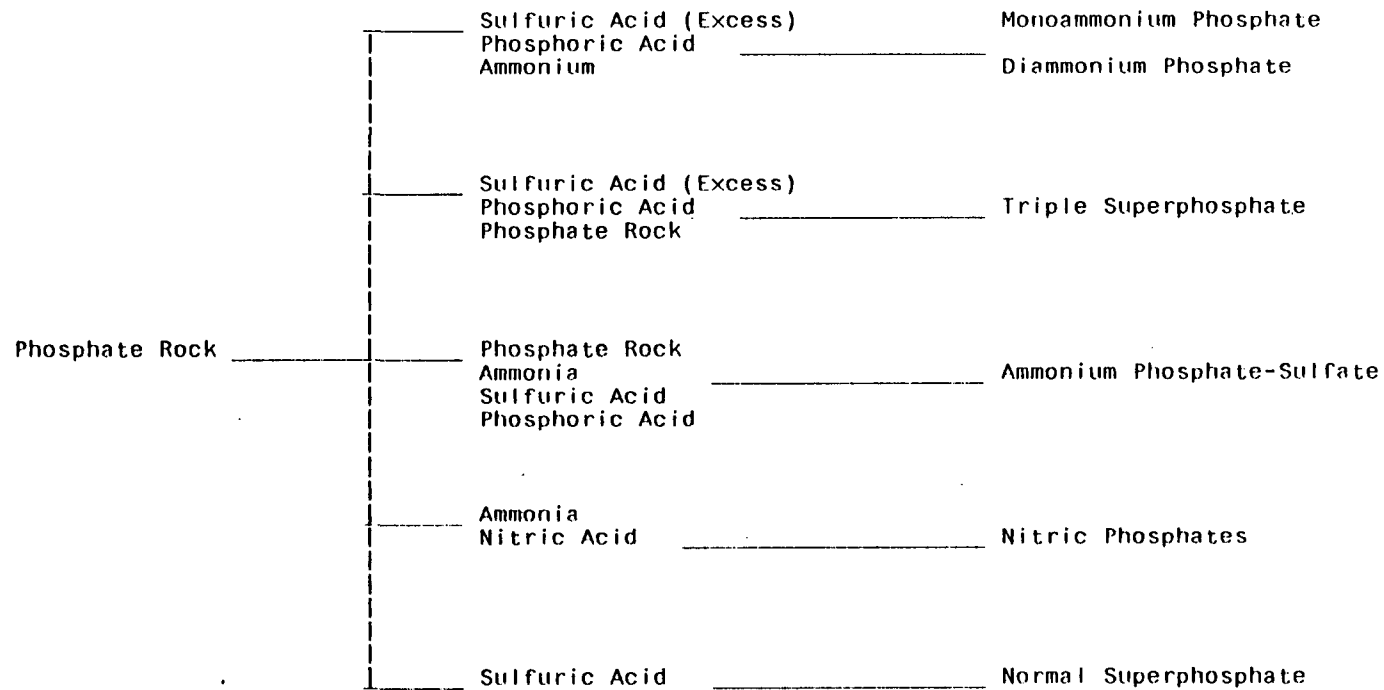 Sulfuric Acid (Excess) Monoammonium Phosphate
Phosphoric Acid
Ammonium Diammonium Phosphate
Sulfuric Acid (Excess)
Phosphoric Acid Triple Superphosphate
Phosphate Rock
Phosphate Rock Phosphate Rock
Ammonia Ammonium Phosphate-Sulfate
Sulfuric Acid
Phosphoric Acid
Ammonia
Nitric Acid Nitric Phosphates
Sulfuric Acid Normal Superphosphate